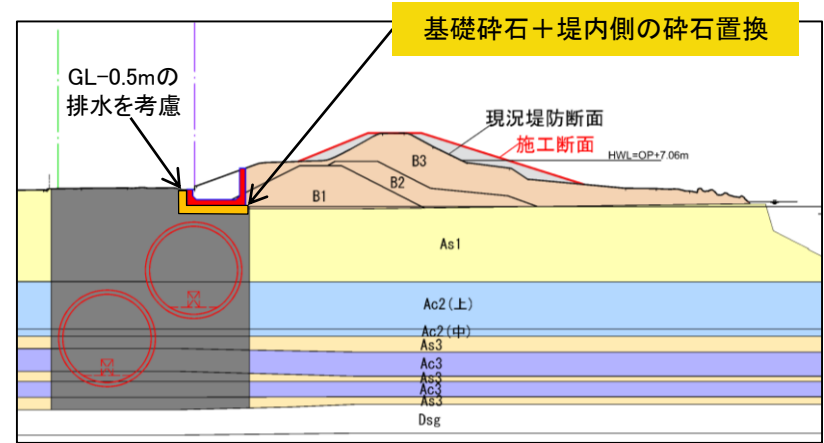 基礎砕石＋堤内側の砕石置換
GL-0.5mの
排水を考慮
現況堤防断面
施工断面
HWL=OP+7.06m
B3
B2
B1
As1
Ac2(上)
Ac2(中)
As3
Ac3
As3
Ac3
As3
Dsg